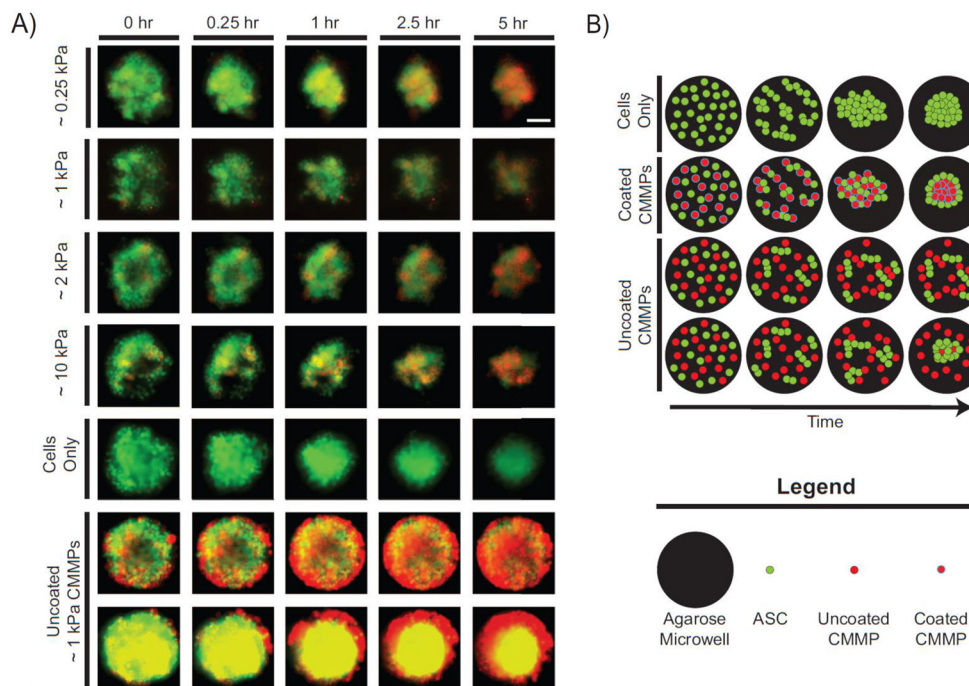 A)
0 hr
0.25 hr
1 hr
2.5 hr
5 hr
~ 0.25 kPa
~ 1 kPa
~ 2 kPa
~ 10 kPa
Cells
Only
Uncoated
~ 1 kPa CMMPs
B)
Cells
Only
Coated
CMMPs
Uncoated
CMMPs
Time
Legend
Agarose
Microwell
ASC
Uncoated
CMMP
Coated
CMMP